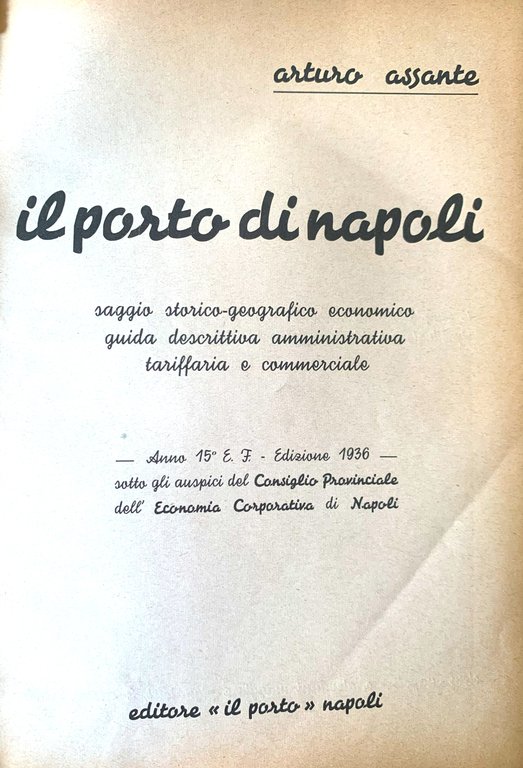 arturo assante
il porto di napoli
saggio storico-geografico economico
guida descrittiva amministrativa
tariffaria e commerciale
— Anno 15° E. F. - Edizione 1936 —
sotto gli auspici del Consiglio Provinciale
dell' Economia Corporativa di Napoli
editore « il porto » napoli